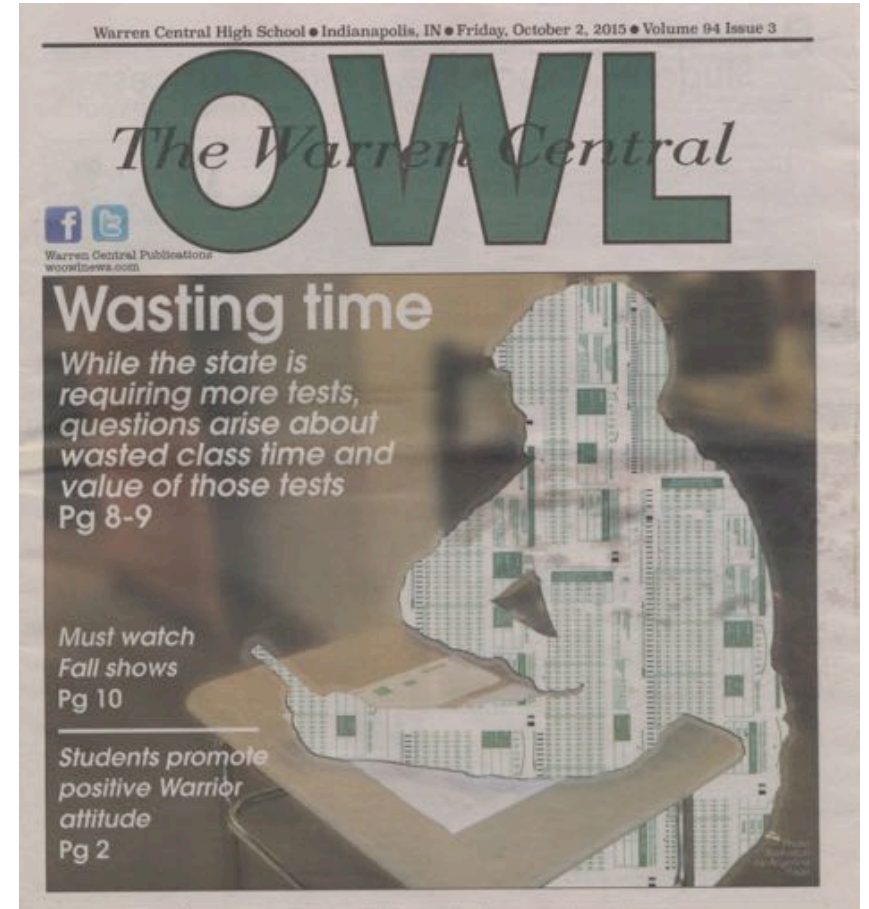 Warren Central High School ● Indianapolis, IN ● Friday, October 2, 2015 ● Volume 94 Issue 3
OWL
The Warren Central
Warren Central Publications
wcowlnews.com
Wasting time
While the state is
requiring more tests,
questions arise about
wasted class time and
value of those tests
Pg 8-9
Must watch
Fall shows
Pg 10
Students promote
positive Warrior
attitude
Pg 2